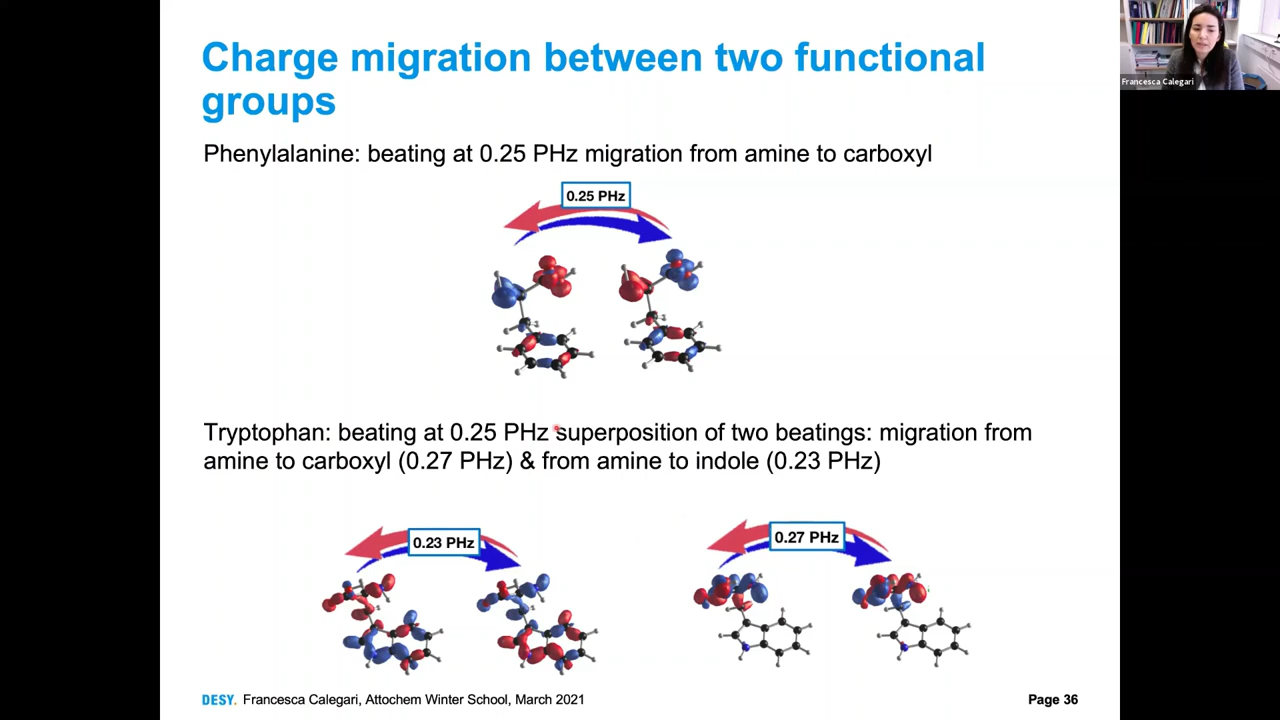 Charge migration between two functional
groups
Francesca Calegari
Phenylalanine: beating at 0.25 PHz migration from amine to carboxyl
0.25 PHz
Tryptophan: beating at 0.25 PHz superposition of two beatings: migration from
amine to carboxyl (0.27 PHz) & from amine to indole (0.23 PHz)
0.23 PHz
0.27 PHz
DESY. Francesca Calegari, Attochem Winter School, March 2021
Page 36